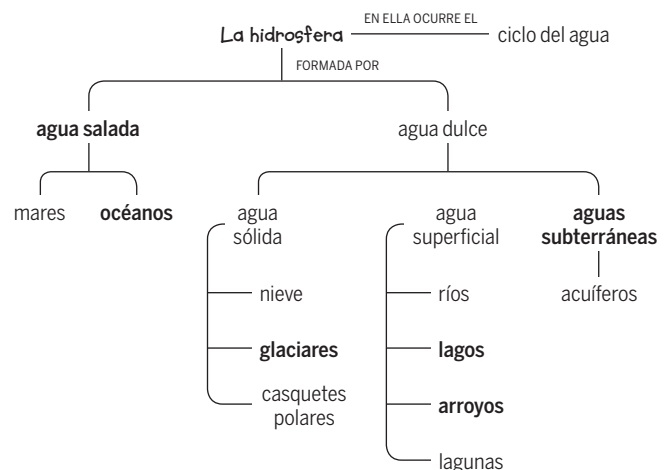 La hidrosfera
EN ELLA OCURRE EL
ciclo del agua
FORMADA POR
agua salada
agua dulce
mares
océanos
agua
sólida
agua
superficial
aguas
subterráneas
nieve
glaciares
casquetes
polares
ríos
lagos
arroyos
lagunas
acuíferos